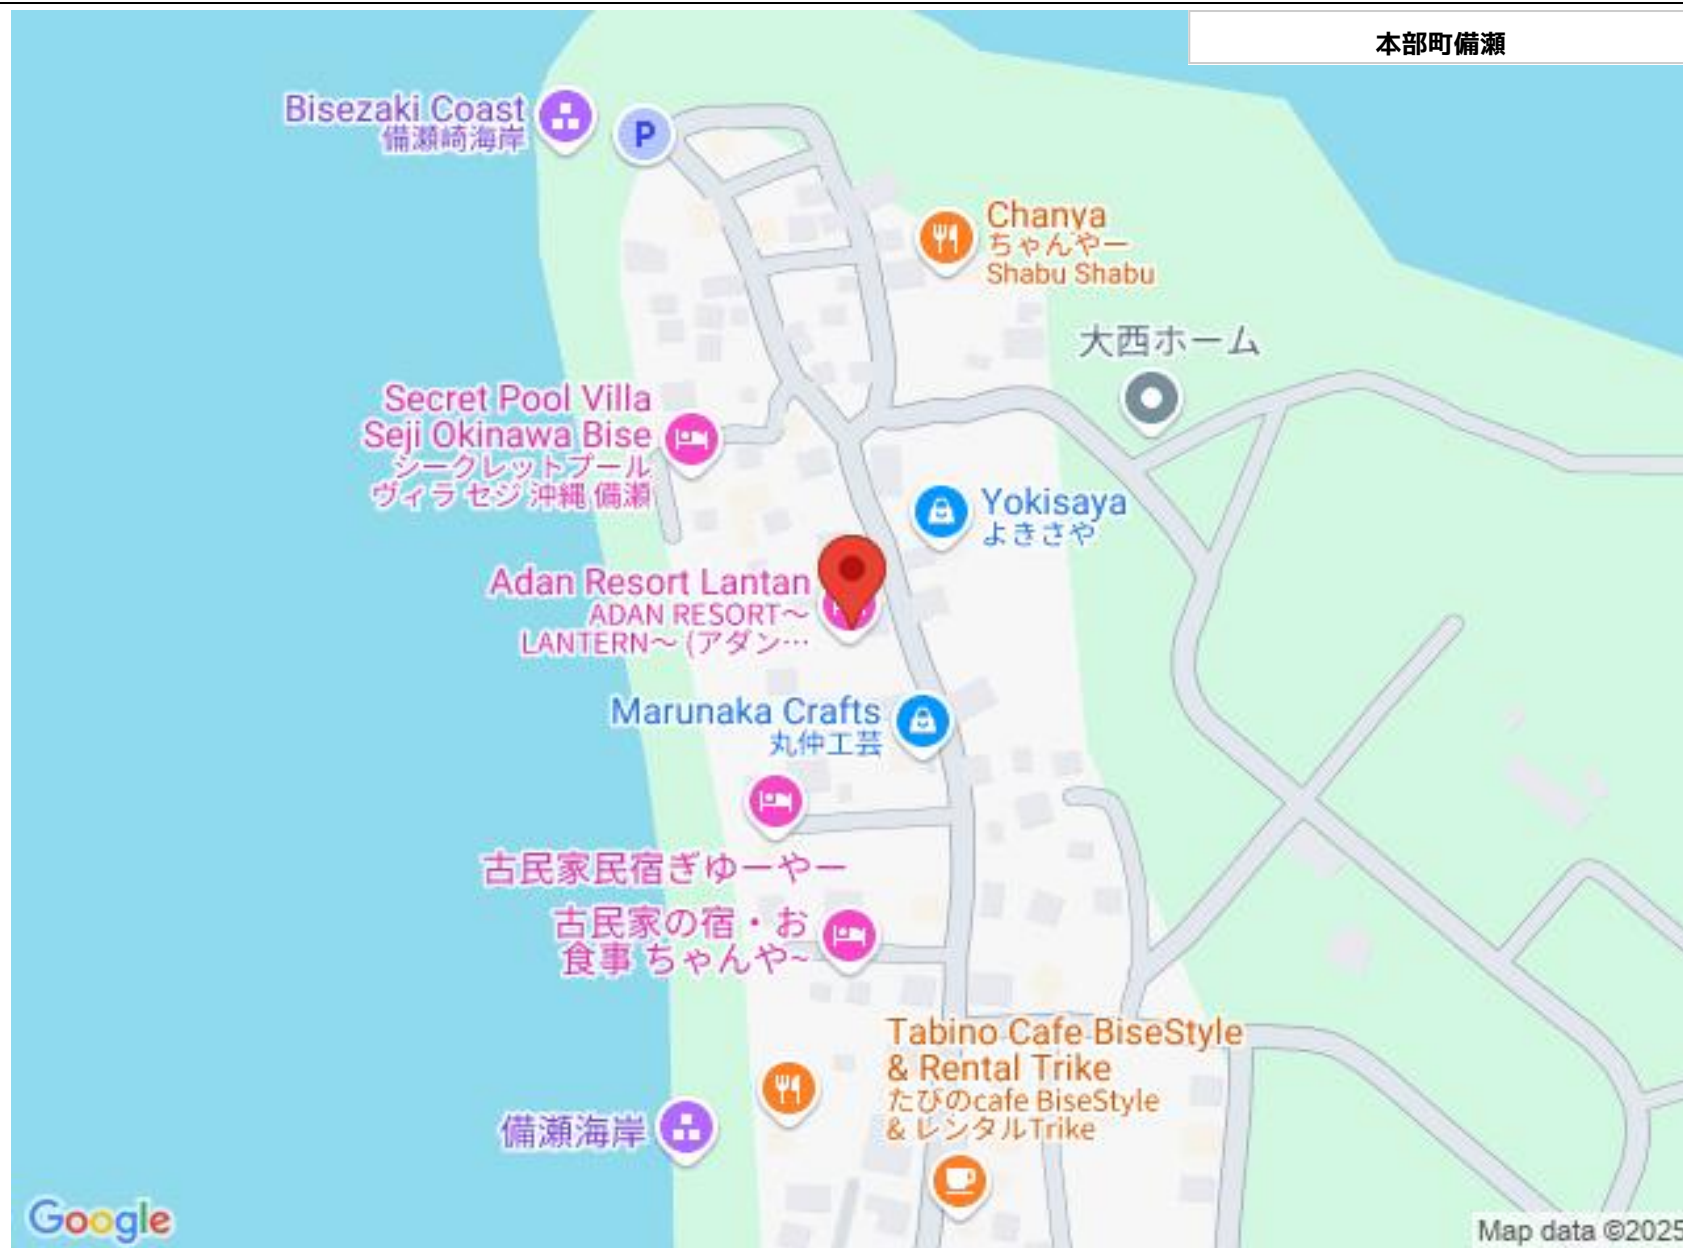 本部町備瀬
Bisezaki Coast
備瀬崎海岸
P
Chanya
ちゃんやー
Shabu Shabu
大西ホーム
Secret Pool Villa
Seji Okinawa Bise
シークレットプール
ヴィラ セジ 沖縄 備瀬
Yokisaya
よきさや
Adan Resort Lantan
ADAN RESORT～
LANTERN～ (アダン…
Marunaka Crafts
丸仲工芸
古民家民宿ぎゆーやー
古民家の宿・お
食事 ちゃんや~
Tabino Cafe BiseStyle
& Rental Trike
たびのcafe BiseStyle
& レンタルTrike
備瀬海岸
Google
Map data ©2025